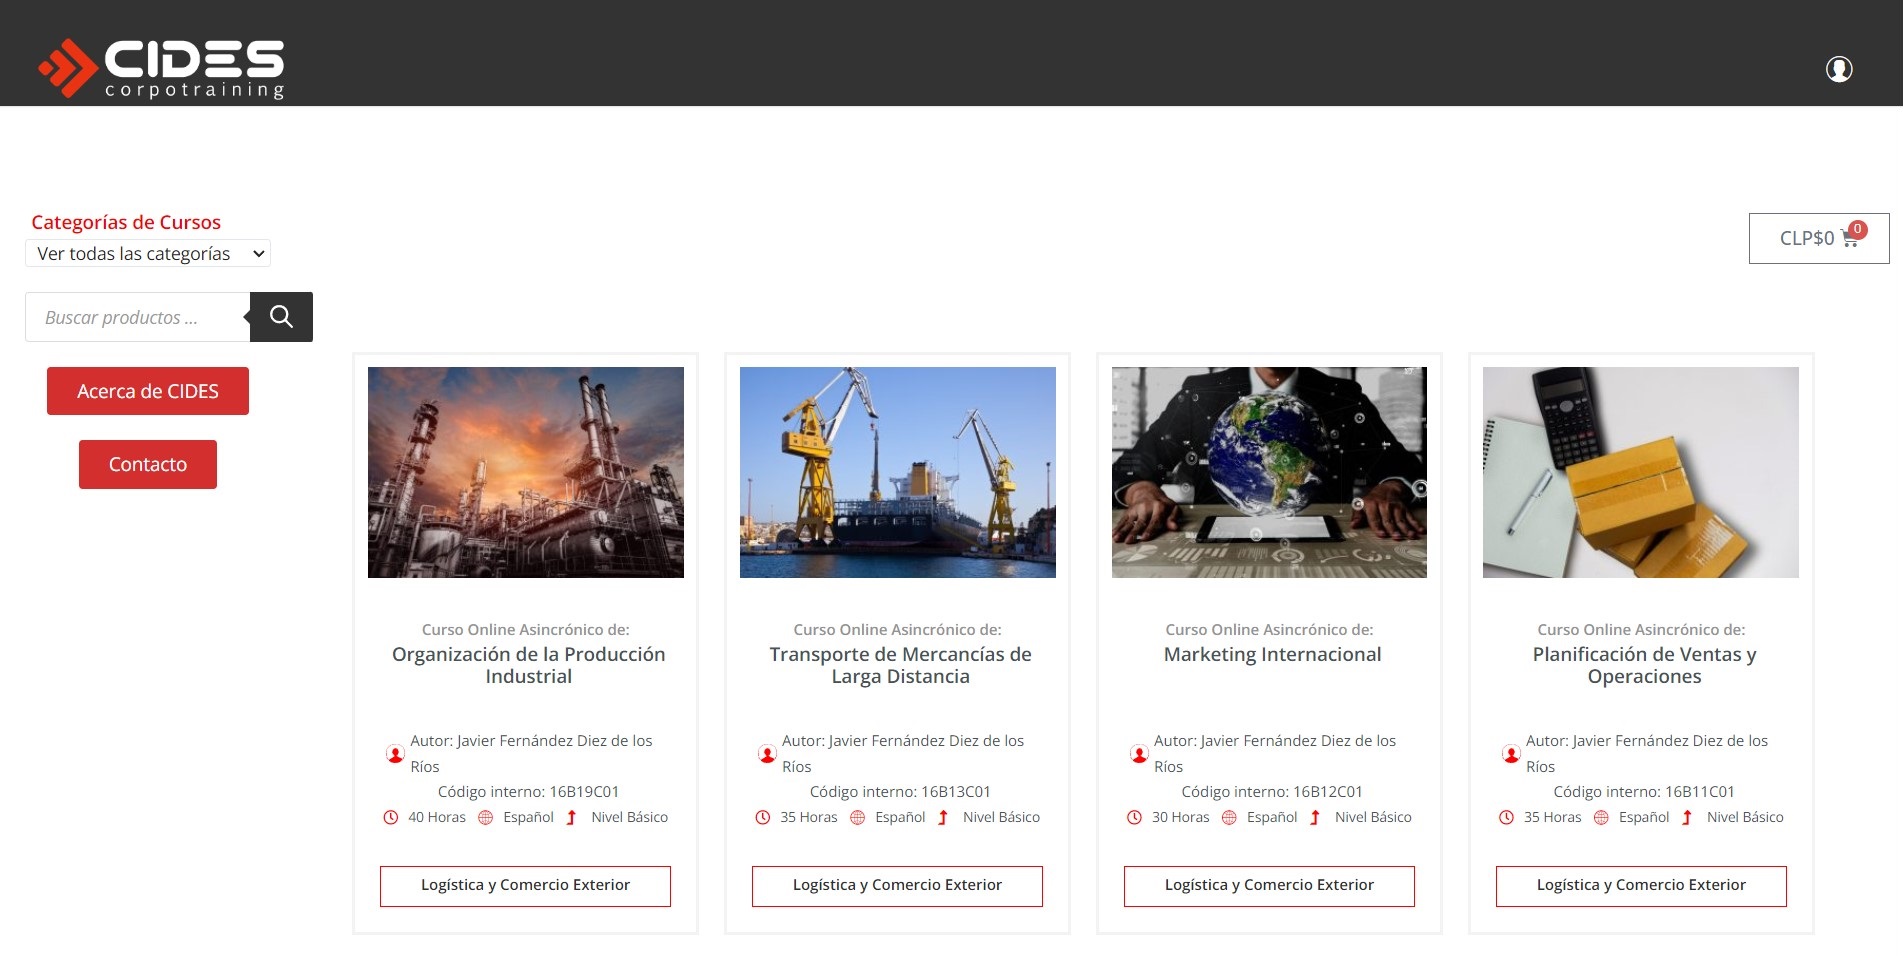 CIDES
corpotraining
Categorías de Cursos
Ver todas las categorías
CLP$0 0
Buscar productos ...
Acerca de CIDES
Contacto
Curso Online Asincrónico de:
Organización de la Producción
Industrial
Autor: Javier Fernández Diez de los
Ríos
Código interno: 16B19C01
40 Horas Español Nivel Básico
Logística y Comercio Exterior
Curso Online Asincrónico de:
Transporte de Mercancías de
Larga Distancia
Autor: Javier Fernández Diez de los
Ríos
Código interno: 16B13C01
35 Horas Español Nivel Básico
Logística y Comercio Exterior
Curso Online Asincrónico de:
Marketing Internacional
Autor: Javier Fernández Diez de los
Ríos
Código interno: 16B12C01
30 Horas Español Nivel Básico
Logística y Comercio Exterior
Curso Online Asincrónico de:
Planificación de Ventas y
Operaciones
Autor: Javier Fernández Diez de los
Ríos
Código interno: 16B11C01
35 Horas Español Nivel Básico
Logística y Comercio Exterior